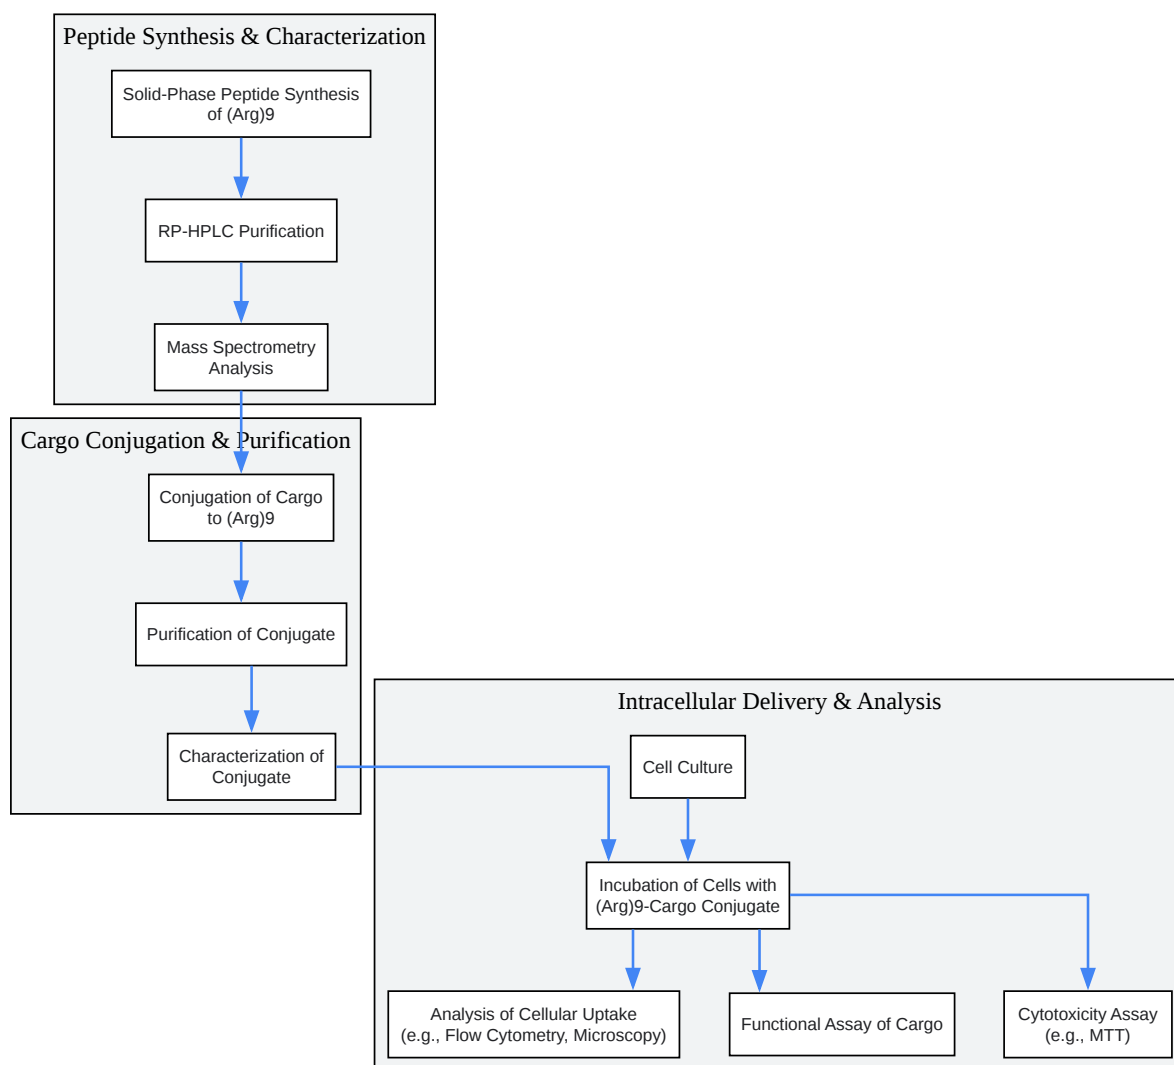 Peptide Synthesis & Characterization
Solid-Phase Peptide Synthesis
of (Arg)9
RP-HPLC Purification
Mass Spectrometry
Analysis
Cargo Conjugation & Purification
Conjugation of Cargo
to (Arg)9
Purification of Conjugate
Characterization of
Conjugate
Intracellular Delivery & Analysis
Cell Culture
Incubation of Cells with
(Arg)9-Cargo Conjugate
Analysis of Cellular Uptake
(e.g., Flow Cytometry, Microscopy)
Functional Assay of Cargo
Cytotoxicity Assay
(e.g., MTT)